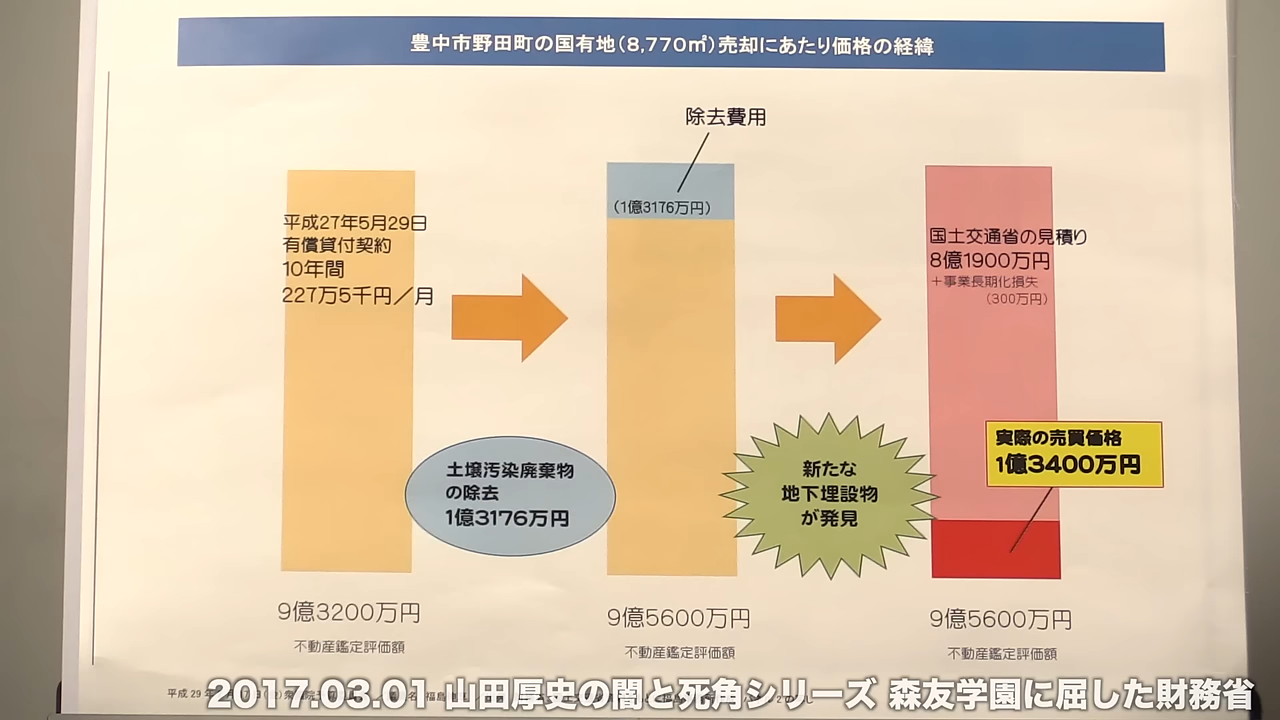 豊中市野田町の国有地(8,770㎡)売却にあたり価格の経緯
除去費用
(1億3176万円)
平成27年5月29日
有償貸付契約
10年間
227万5千円／月
国土交通省の見積り
8億1900万円
＋事業長期化損失
(300万円)
土壌汚染廃棄物
の除去
1億3176万円
新たな
地下埋設物
が発見
実際の売買価格
1億3400万円
9億3200万円
不動産鑑定評価額
9億5600万円
不動産鑑定評価額
9億5600万円
不動産鑑定評価額
平成 29 年
2017.03.01 山田厚史の闇と死角シリーズ 森友学園に屈した財務省